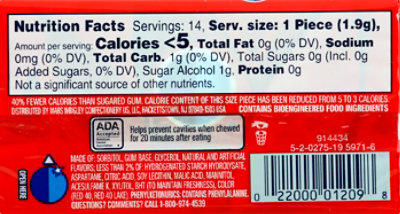 Nutrition Facts Servings: 14, Serv. size: 1 Piece (1.9g),
Amount per serving: Calories <5, Total Fat 0g (0% DV), Sodium
0mg (0% DV), Total Carb. 1g (0% DV), Total Sugars 0g (Incl. 0g
Added Sugars, 0% DV), Sugar Alcohol 1g, Protein 0g
Not a significant source of other nutrients.
40% FEWER CALORIES THAN SUGARED GUM. CALORIE CONTENT OF THIS SIZE PIECE HAS BEEN REDUCED FROM 5 TO 3 CALORIES.
DISTRIBUTED BY MARS WRIGLEY CONFECTIONERY US, LLC, HACKETTSTOWN, NJ 07840-1503 USA CONTAINS BIOENGINEERED FOOD INGREDIENTS
ADA
Accepted
Helps prevent cavities when chewed
for 20 minutes after eating
914434
5-2-0275-19 5971-6
OPEN HERE
MADE OF: SORBITOL, GUM BASE, GLYCEROL, NATURAL AND ARTIFICIAL
FLAVORS; LESS THAN 2% OF: HYDROGENATED STARCH HYDROLYSATE,
ASPARTAME, CITRIC ACID, SOY LECITHIN, MALIC ACID, MANNITOL,
ACESULFAME K, XYLITOL, BHT (TO MAINTAIN FRESHNESS), COLOR
(RED 40, RED 40 LAKE). PHENYLKETONURICS: CONTAINS PHENYLALANINE.
QUESTIONS? COMMENTS? CALL 1-800-974-4539
0 22000 01209 8